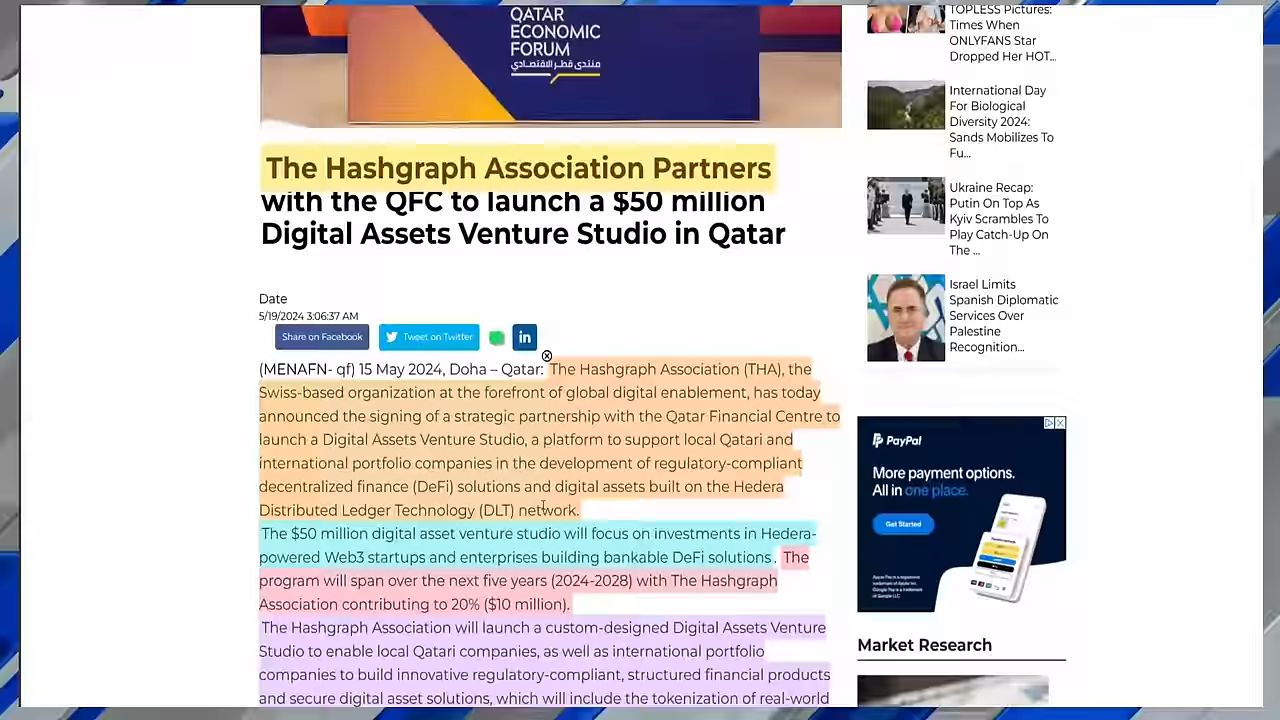 QATAR
ECONOMIC
FORUM
منتدى قطر الاقتصادي
The Hashgraph Association Partners
with the QFC to launch a $50 million
Digital Assets Venture Studio in Qatar
Date
5/19/2024 3:06:37 AM
Share on Facebook
Tweet on Twitter
in
(MENAFN- qf) 15 May 2024, Doha – Qatar: The Hashgraph Association (THA), the
Swiss-based organization at the forefront of global digital enablement, has today
announced the signing of a strategic partnership with the Qatar Financial Centre to
launch a Digital Assets Venture Studio, a platform to support local Qatari and
international portfolio companies in the development of regulatory-compliant
decentralized finance (DeFi) solutions and digital assets built on the Hedera
Distributed Ledger Technology (DLT) network.
The $50 million digital asset venture studio will focus on investments in Hedera-
powered Web3 startups and enterprises building bankable DeFi solutions. The
program will span over the next five years (2024-2028) with The Hashgraph
Association contributing to 20% ($10 million).
The Hashgraph Association will launch a custom-designed Digital Assets Venture
Studio to enable local Qatari companies, as well as international portfolio
companies to build innovative regulatory-compliant, structured financial products
and secure digital asset solutions, which will include the tokenization of real-world
TOPLESS Pictures:
Times When
ONLYFANS Star
Dropped Her HOT...
International Day
For Biological
Diversity 2024:
Sands Mobilizes To
Fu...
Ukraine Recap:
Putin On Top As
Kyiv Scrambles To
Play Catch-Up On
The ...
Israel Limits
Spanish Diplomatic
Services Over
Palestine
Recognition...
PayPal
More payment options.
All in one place.
Get Started
Market Research